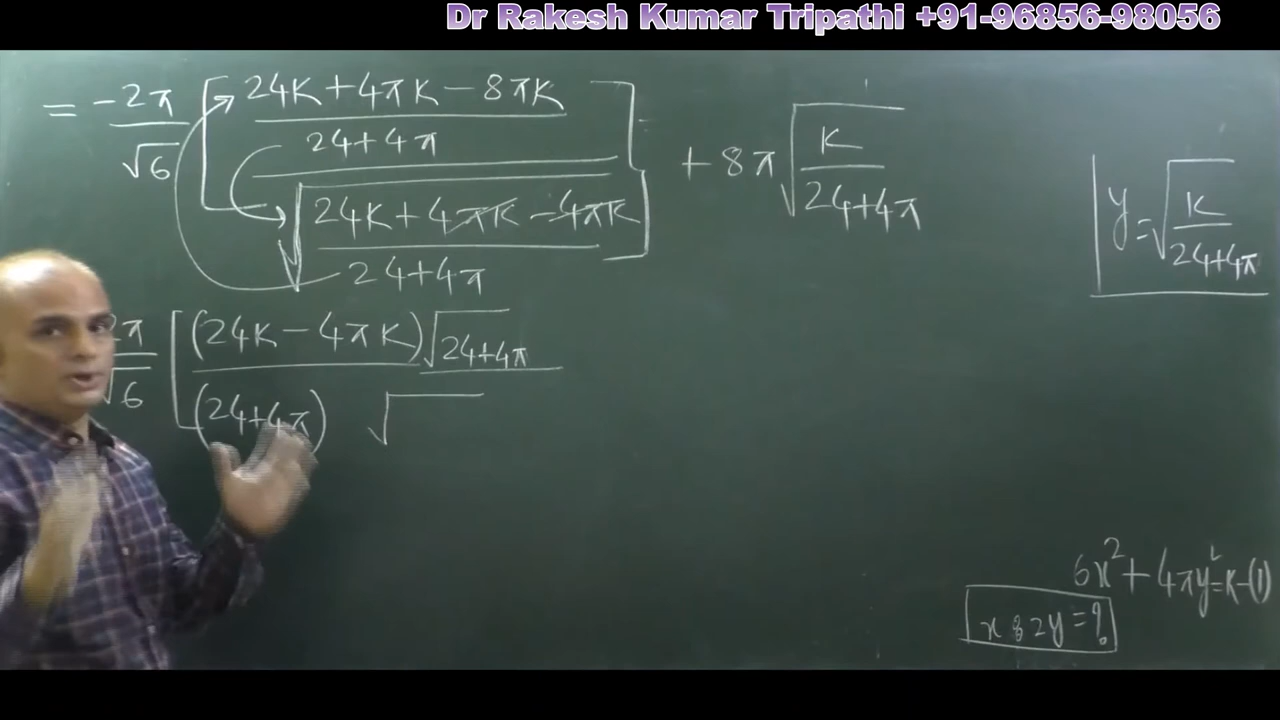 Dr Rakesh Kumar Tripathi +91-96856-98056
= -2π/√6 [ (24K+4πK-8πK)/(24+4π) / √((24K+4πK-4πK)/(24+4π)) ] + 8π √(K/(24+4π))
y=√(K/(24+4π))
2π/√6 [ (24K-4πK)√(24+4π) / (24+4π) √
6x²+4πy²=K-(1)
x & 2y=?